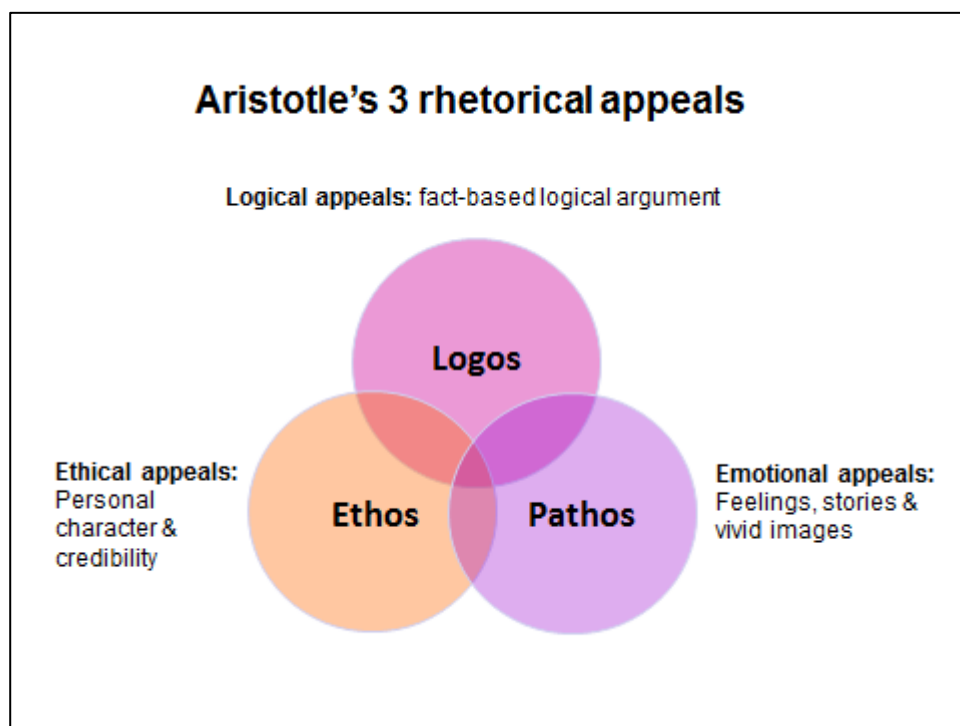 Aristotle’s 3 rhetorical appeals
Logical appeals: fact-based logical argument
Logos
Ethical appeals:
Personal
character &
credibility
Ethos
Pathos
Emotional appeals:
Feelings, stories &
vivid images